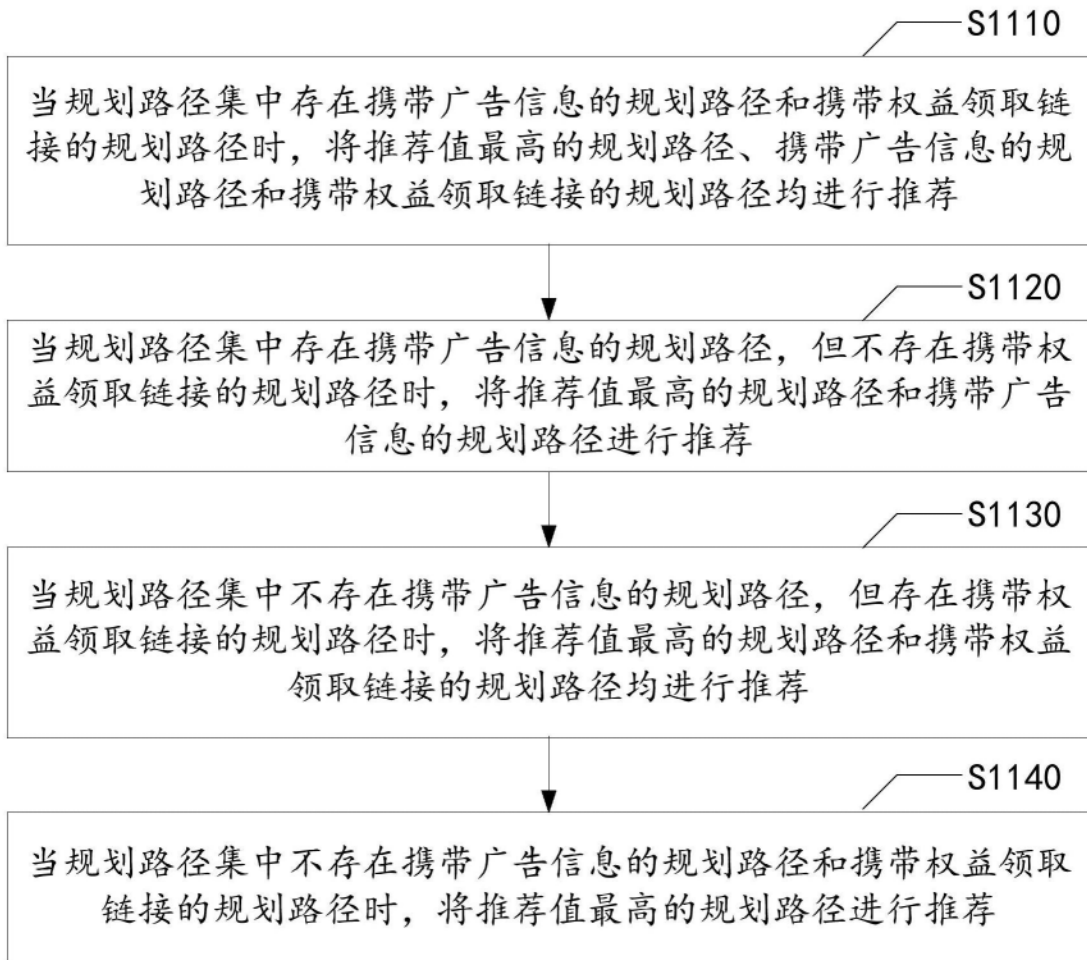 S1110
当规划路径集中存在携带广告信息的规划路径和携带权益领取链
接的规划路径时，将推荐值最高的规划路径、携带广告信息的规
划路径和携带权益领取链接的规划路径均进行推荐
S1120
当规划路径集中存在携带广告信息的规划路径，但不存在携带权
益领取链接的规划路径时，将推荐值最高的规划路径和携带广告
信息的规划路径进行推荐
S1130
当规划路径集中不存在携带广告信息的规划路径，但存在携带权
益领取链接的规划路径时，将推荐值最高的规划路径和携带权益
领取链接的规划路径均进行推荐
S1140
当规划路径集中不存在携带广告信息的规划路径和携带权益领取
链接的规划路径时，将推荐值最高的规划路径进行推荐